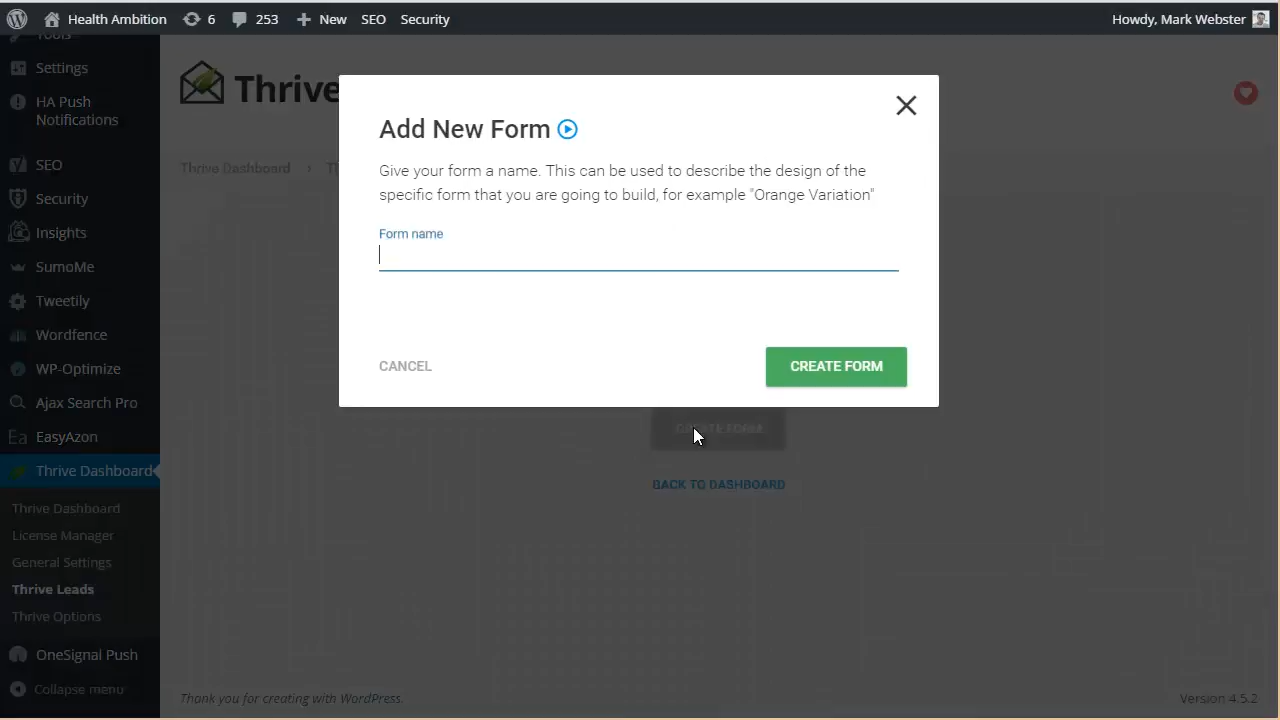 Health Ambition
6
253
New
SEO
Security
Howdy, Mark Webster
Tools
Settings
HA Push
Notifications
SEO
Security
Insights
SumoMe
Tweetily
Wordfence
WP-Optimize
Ajax Search Pro
Ea
EasyAzon
Thrive Dashboard
Thrive Dashboard
License Manager
General Settings
Thrive Leads
Thrive Options
OneSignal Push
Collapse menu
Thrive
Thrive Dashboard
Add New Form
Give your form a name. This can be used to describe the design of the
specific form that you are going to build, for example "Orange Variation"
Form name
CANCEL
CREATE FORM
CREATE FORM
BACK TO DASHBOARD
Thank you for creating with WordPress.
Version 4.5.2